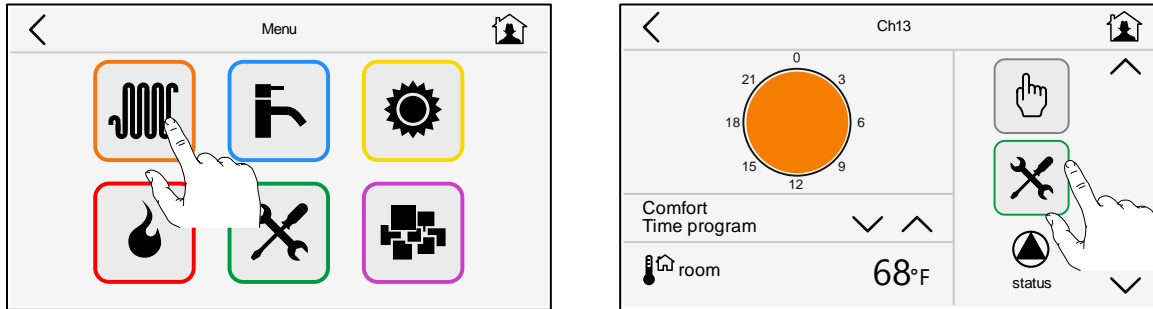 Menu
Ch13
0
21
3
18
6
15
9
12
Comfort
Time program
room
68°F
status